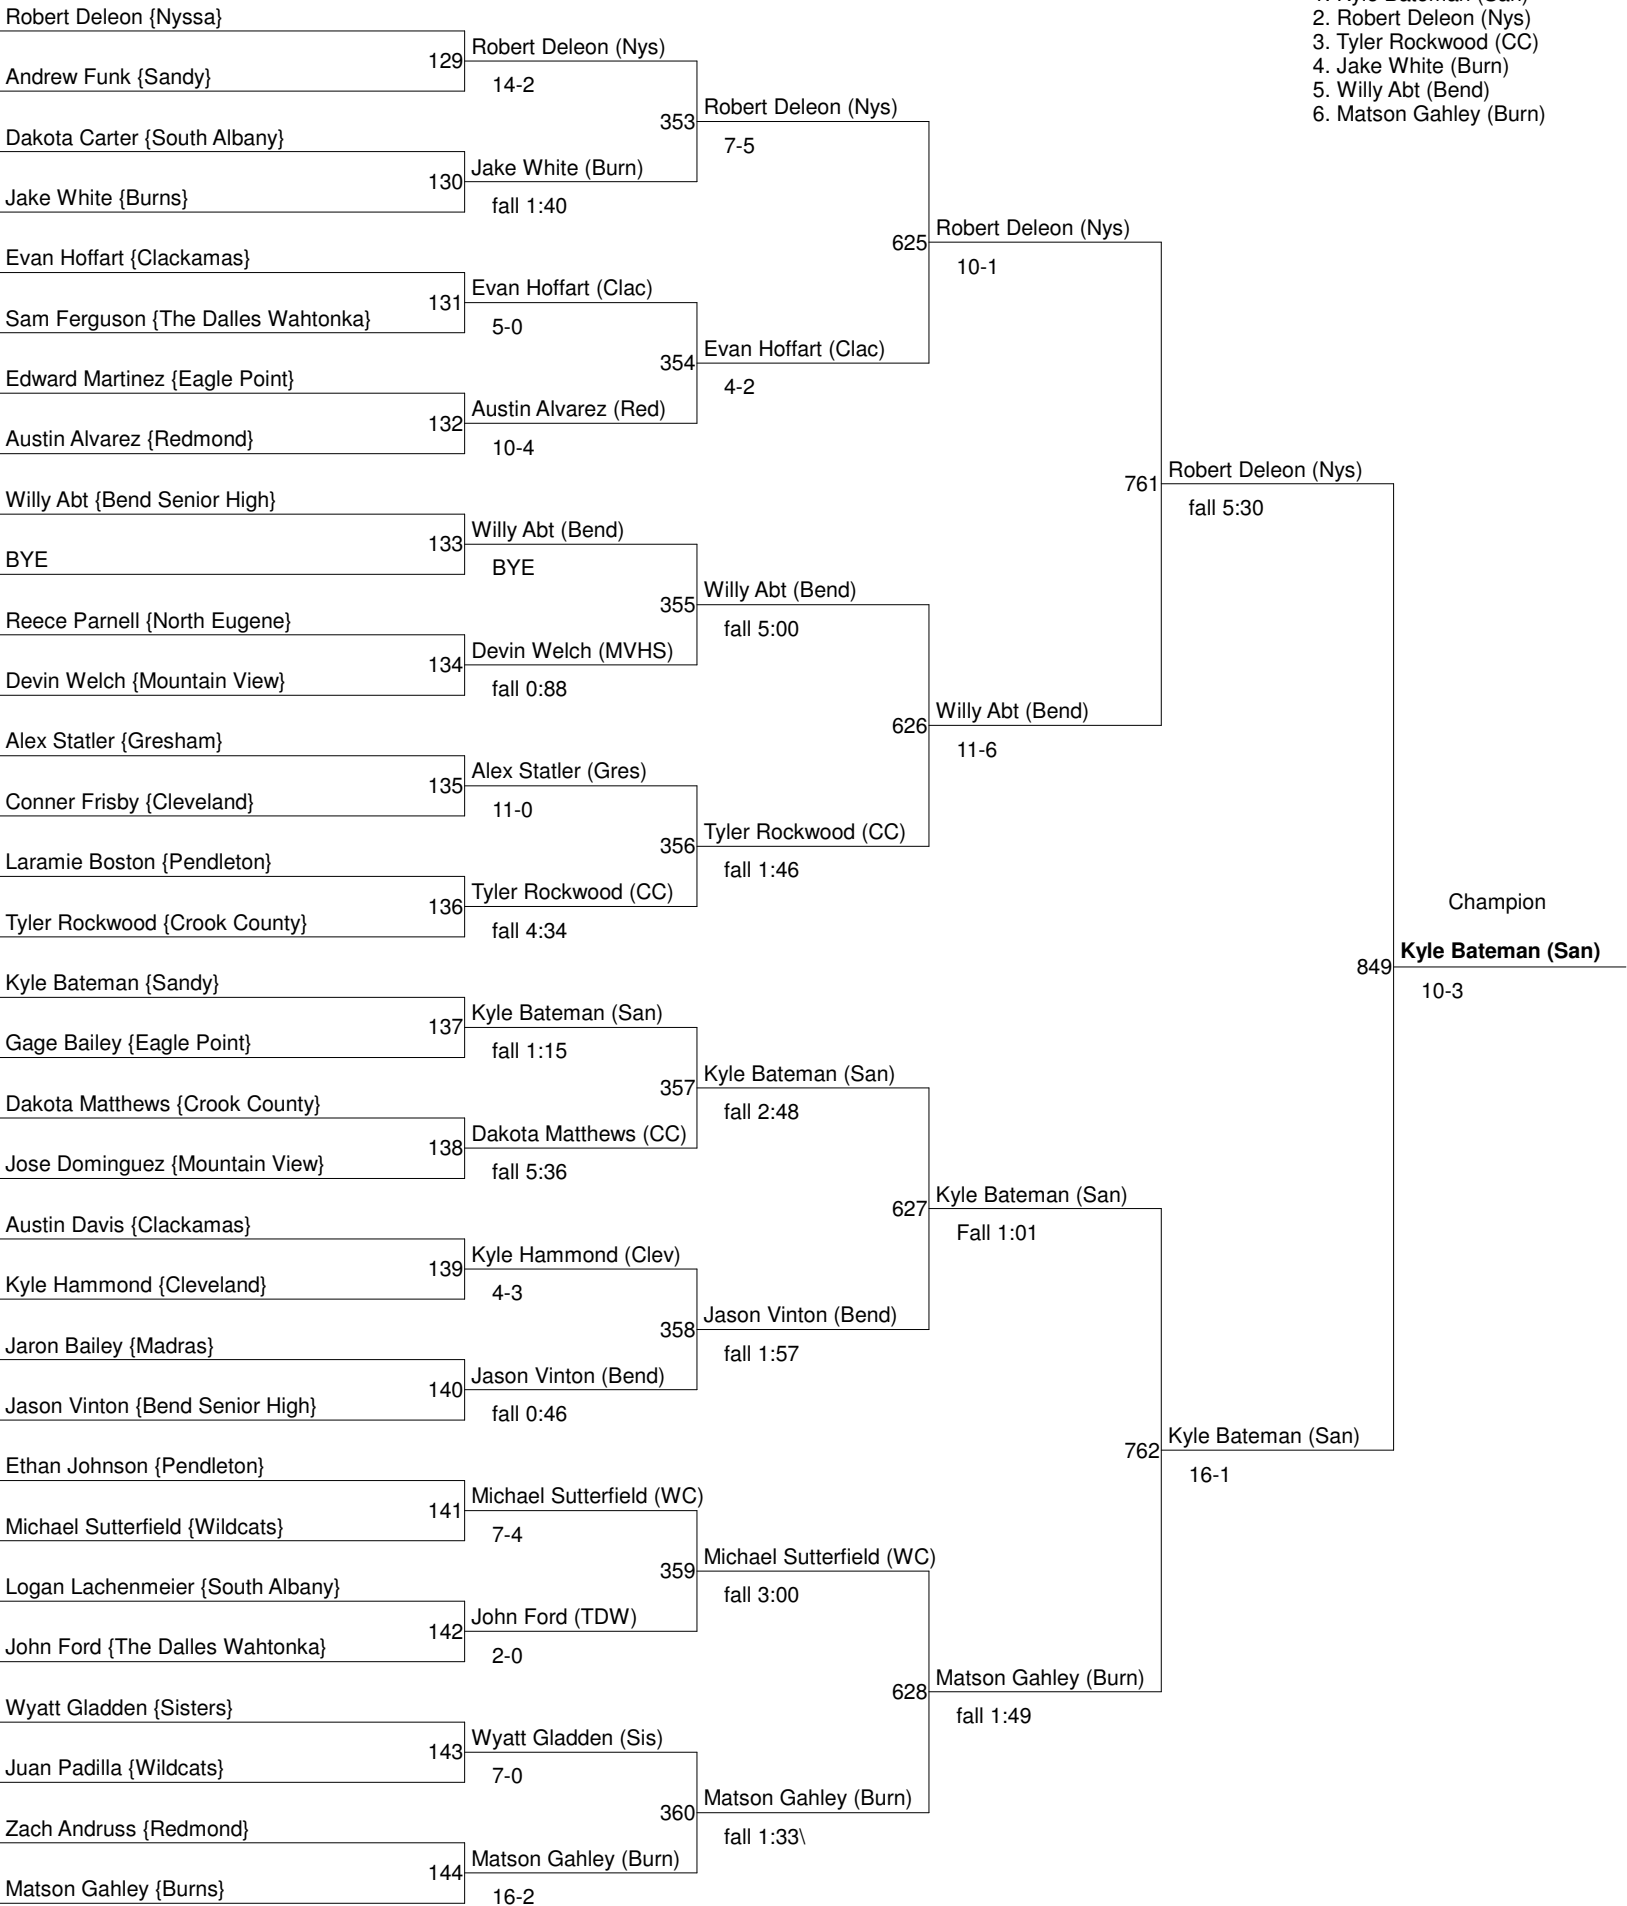 Robert Deleon {Nyssa}
Andrew Funk {Sandy}
Dakota Carter {South Albany}
Jake White {Burns}
Evan Hoffart {Clackamas}
Sam Ferguson {The Dalles Wahtonka}
Edward Martinez {Eagle Point}
Austin Alvarez {Redmond}
Willy Abt {Bend Senior High}
BYE
Reece Parnell {North Eugene}
Devin Welch {Mountain View}
Alex Statler {Gresham}
Conner Frisby {Cleveland}
Laramie Boston {Pendleton}
Tyler Rockwood {Crook County}
Kyle Bateman {Sandy}
Gage Bailey {Eagle Point}
Dakota Matthews {Crook County}
Jose Dominguez {Mountain View}
Austin Davis {Clackamas}
Kyle Hammond {Cleveland}
Jaron Bailey {Madras}
Jason Vinton {Bend Senior High}
Ethan Johnson {Pendleton}
Michael Sutterfield {Wildcats}
Logan Lachenmeier {South Albany}
John Ford {The Dalles Wahtonka}
Wyatt Gladden {Sisters}
Juan Padilla {Wildcats}
Zach Andruss {Redmond}
Matson Gahley {Burns}
129 Robert Deleon (Nys)
14-2
130 Jake White (Burn)
fall 1:40
131 Evan Hoffart (Clac)
5-0
132 Austin Alvarez (Red)
10-4
133 Willy Abt (Bend)
BYE
134 Devin Welch (MVHS)
fall 0:88
135 Alex Statler (Gres)
11-0
136 Tyler Rockwood (CC)
fall 4:34
137 Kyle Bateman (San)
fall 1:15
138 Dakota Matthews (CC)
fall 5:36
139 Kyle Hammond (Clev)
4-3
140 Jason Vinton (Bend)
fall 0:46
141 Michael Sutterfield (WC)
7-4
142 John Ford (TDW)
2-0
143 Wyatt Gladden (Sis)
7-0
144 Matson Gahley (Burn)
16-2
353 Robert Deleon (Nys)
7-5
354 Evan Hoffart (Clac)
4-2
355 Willy Abt (Bend)
fall 5:00
356 Tyler Rockwood (CC)
fall 1:46
357 Kyle Bateman (San)
fall 2:48
358 Jason Vinton (Bend)
fall 1:57
359 Michael Sutterfield (WC)
fall 3:00
360 Matson Gahley (Burn)
fall 1:33\
625 Robert Deleon (Nys)
10-1
626 Willy Abt (Bend)
11-6
627 Kyle Bateman (San)
Fall 1:01
628 Matson Gahley (Burn)
fall 1:49
761 Robert Deleon (Nys)
fall 5:30
762 Kyle Bateman (San)
16-1
Champion
849 Kyle Bateman (San)
10-3
1. Kyle Bateman (San)
2. Robert Deleon (Nys)
3. Tyler Rockwood (CC)
4. Jake White (Burn)
5. Willy Abt (Bend)
6. Matson Gahley (Burn)